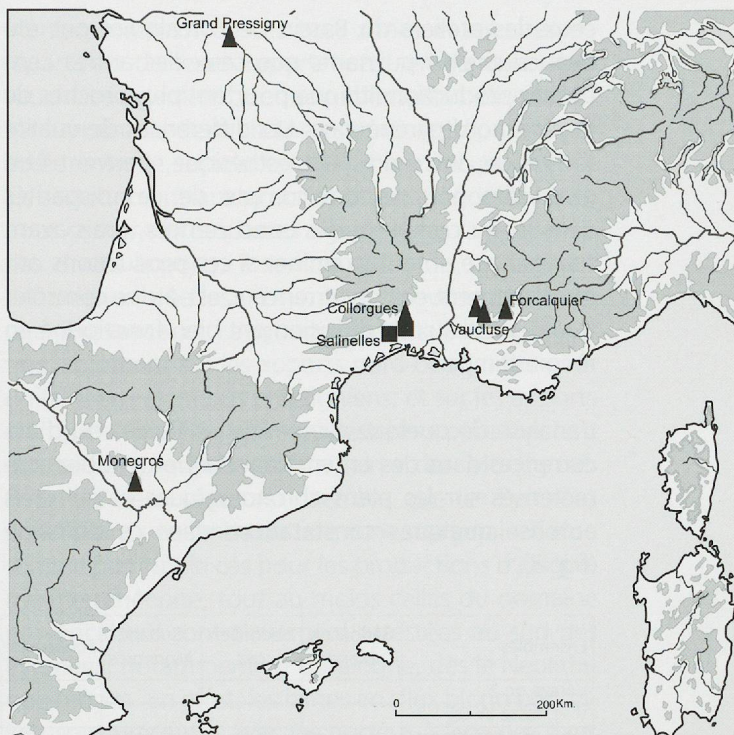 Grand Pressigny
Collorgues
Forcalquier
Vaucluse
Salinelles
Monegros
0
200Km.